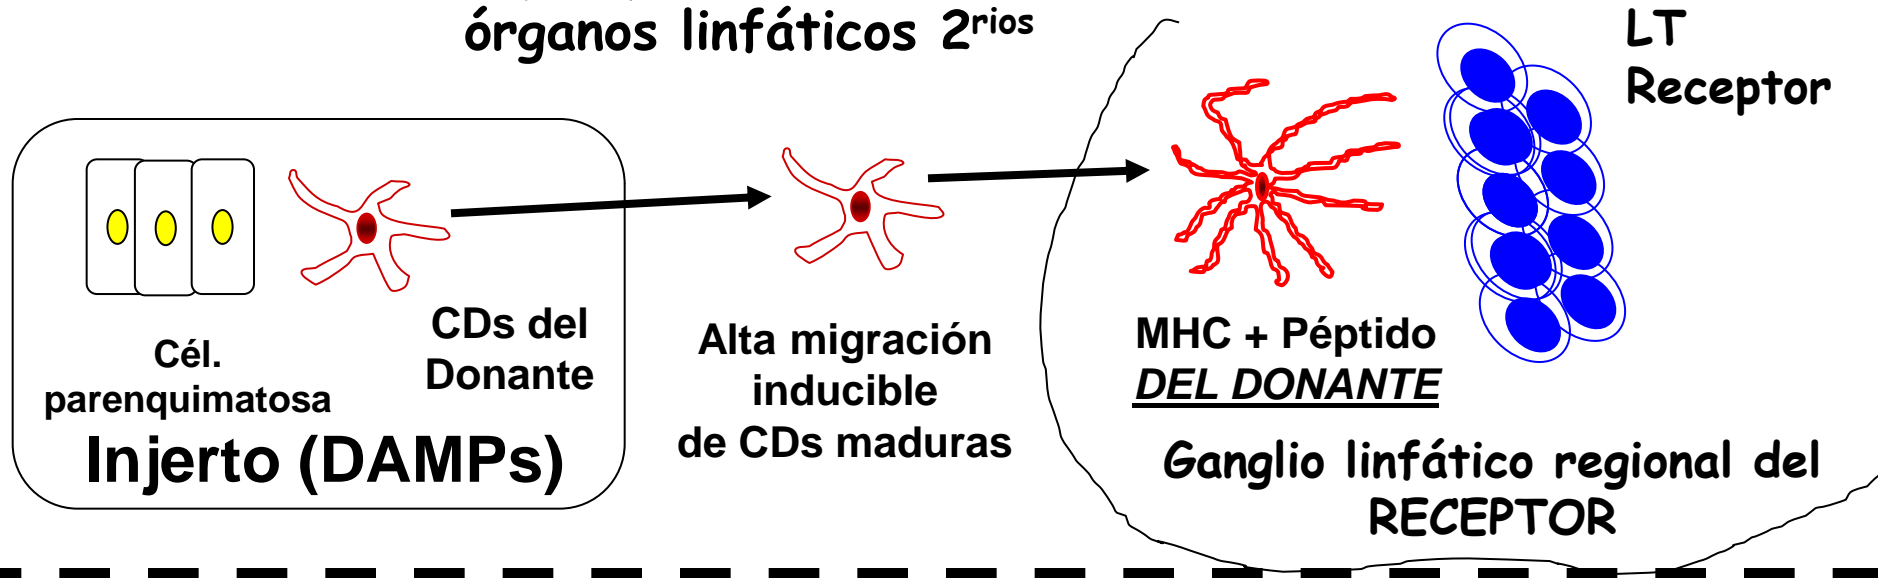 órganos linfáticos 2rios
LT
Receptor
CDs del
Donante
Cél.
parenquimatosa
Injerto (DAMPs)
Alta migración
inducible
de CDs maduras
MHC + Péptido
DEL DONANTE
Ganglio linfático regional del
RECEPTOR